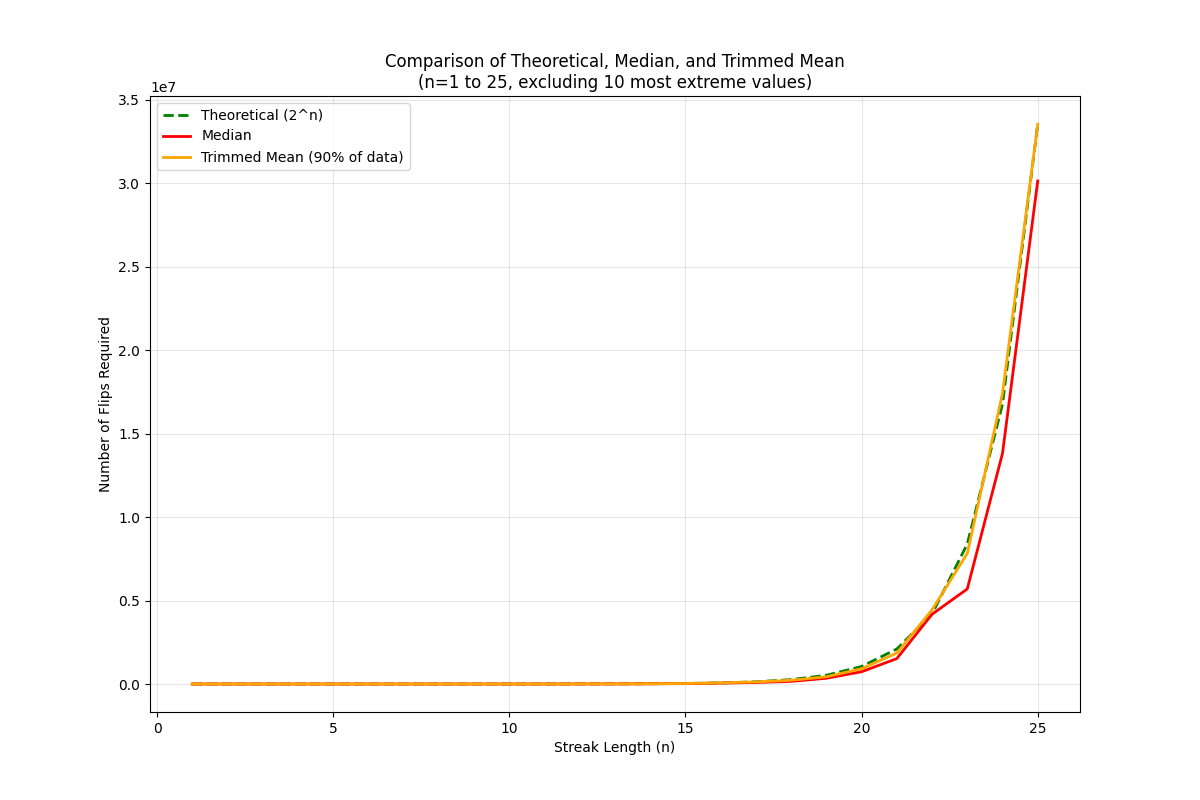 Comparison of Theoretical, Median, and Trimmed Mean
(n=1 to 25, excluding 10 most extreme values)
1e7
3.5
Theoretical (2^n)
Median
Trimmed Mean (90% of data)
3.0
2.5
2.0
1.5
1.0
0.5
0.0
Number of Flips Required
0 5 10 15 20 25
Streak Length (n)